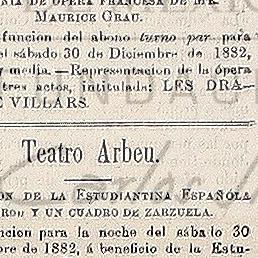 DE OPERA FRANCESA DE MR.
MAURICE GRAU.
funcion del abono turno par para
el sábado 30 de Diciembre de 1882,
y media.—Representacion de la ópera
tres actos, intitulada: LES DRA-
VILLARS.
Teatro Arbeu.
DE LA ESTUDIANTINA ESPAÑOLA
Y UN CUADRO DE ZARZUELA.
para la noche del sábado 30
de 1882, á beneficio de la Estu-